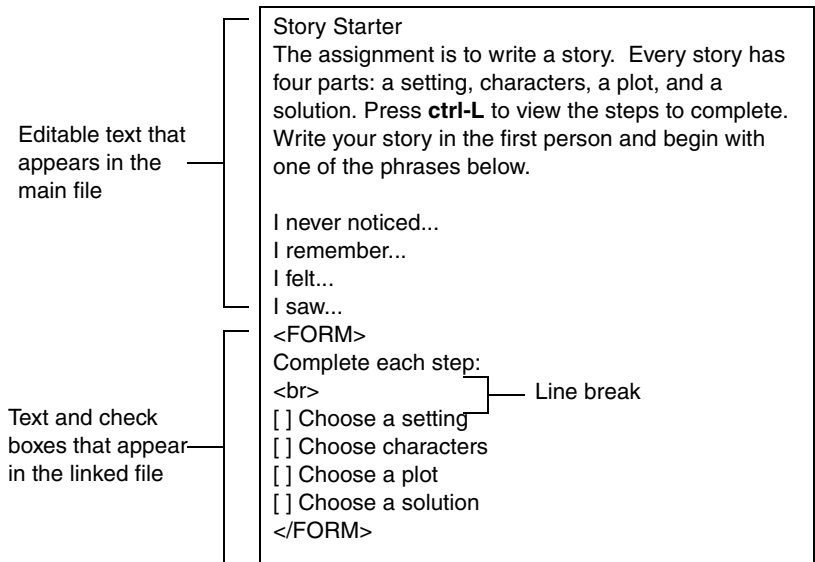 Story Starter
The assignment is to write a story.  Every story has
four parts: a setting, characters, a plot, and a
solution. Press ctrl-L to view the steps to complete.
Write your story in the first person and begin with
one of the phrases below.
I never noticed...
I remember...
I felt...
I saw...
<FORM>
Complete each step:
<br>
[ ] Choose a setting
[ ] Choose characters
[ ] Choose a plot
[ ] Choose a solution
</FORM>
Editable text that
appears in the
main file
Text and check
boxes that appear
in the linked file
Line break